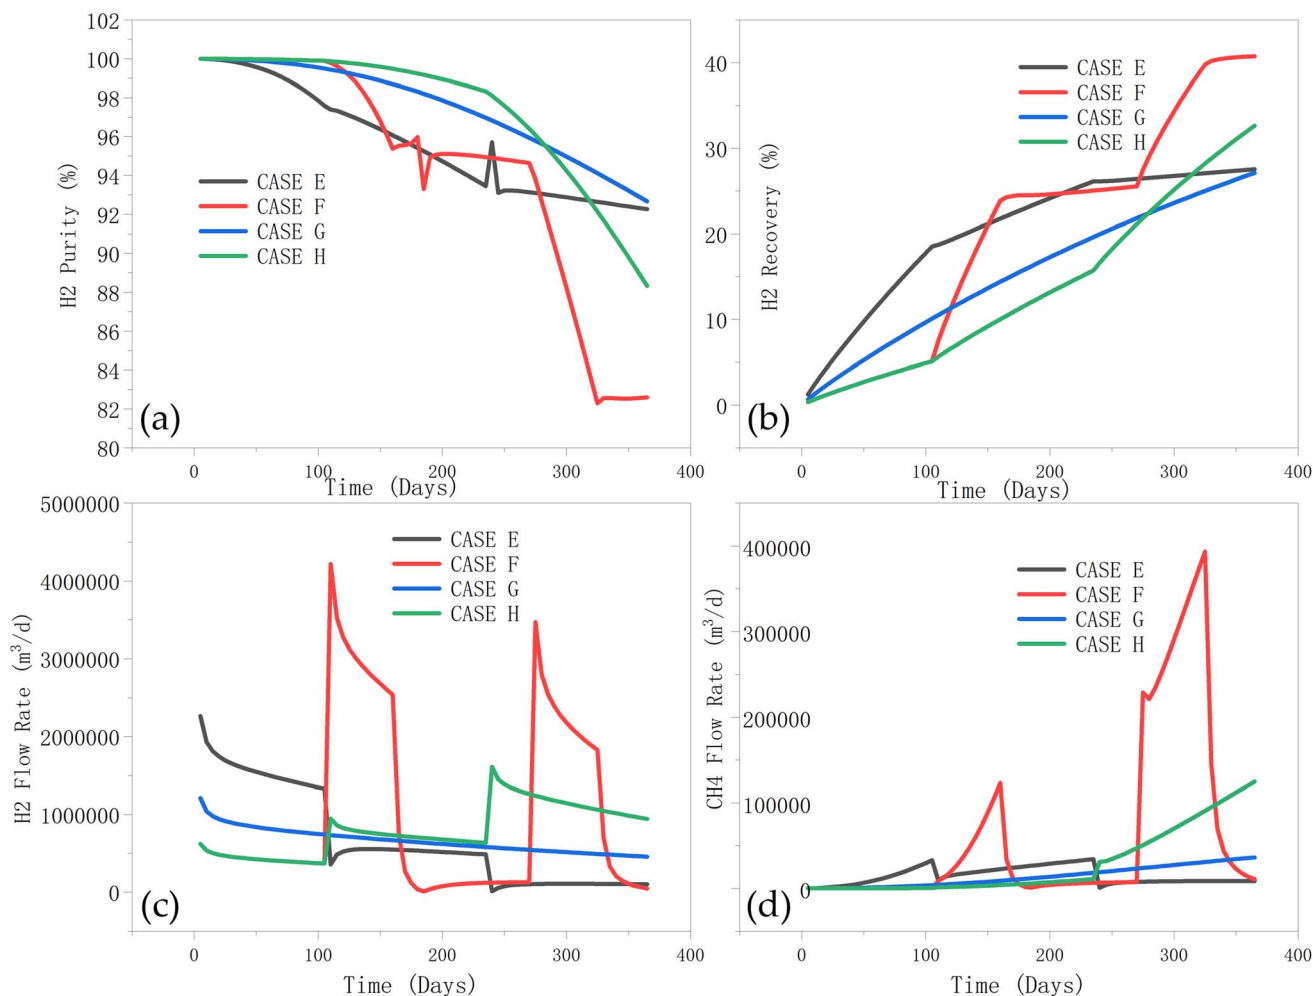 102
100
98
96
94
92
90
88
86
84
82
80
H2 Purity (%)
CASE E
CASE F
CASE G
CASE H
(a)
0
100
200
300
400
Time (Days)
40
30
20
10
0
H2 Recovery (%)
CASE E
CASE F
CASE G
CASE H
(b)
0
100
200
300
400
Time (Days)
5000000
4000000
3000000
2000000
1000000
0
H2 Flow Rate (m³/d)
CASE E
CASE F
CASE G
CASE H
(c)
0
100
200
300
400
Time (Days)
400000
300000
200000
100000
0
CH4 Flow Rate (m³/d)
CASE E
CASE F
CASE G
CASE H
(d)
0
100
200
300
400
Time (Days)